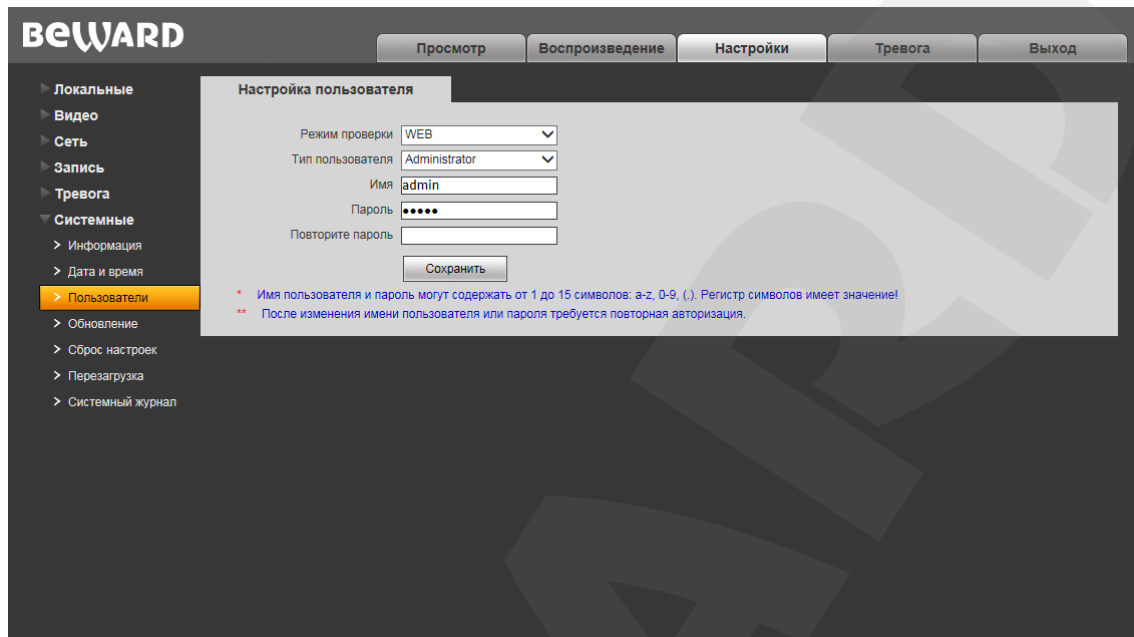 BEWARD
Просмотр Воспроизведение Настройки Тревога Выход
Локальные
Видео
Сеть
Запись
Тревога
Системные
> Информация
> Дата и время
> Пользователи
> Обновление
> Сброс настроек
> Перезагрузка
> Системный журнал
Настройка пользователя
Режим проверки WEB
Тип пользователя Administrator
Имя admin
Пароль •••••
Повторите пароль
Сохранить
* Имя пользователя и пароль могут содержать от 1 до 15 символов: a-z, 0-9, (.). Регистр символов имеет значение!
** После изменения имени пользователя или пароля требуется повторная авторизация.